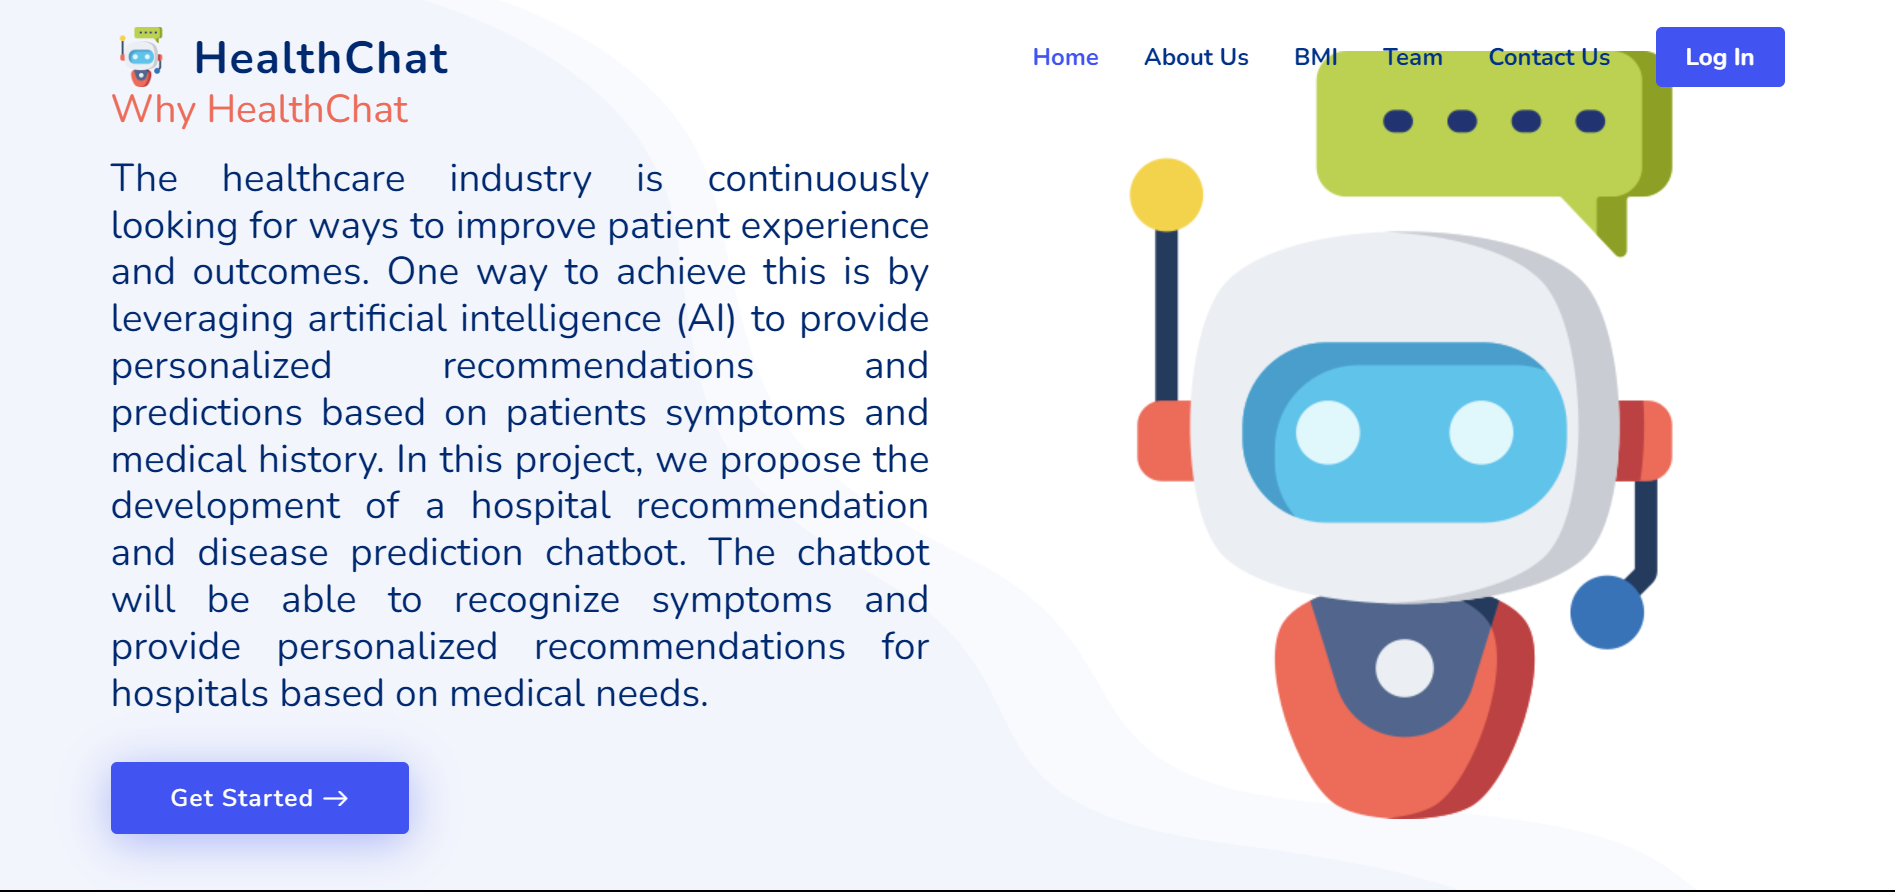 HealthChat
Home About Us BMI Team Contact Us Log In
Why HealthChat
The healthcare industry is continuously
looking for ways to improve patient experience
and outcomes. One way to achieve this is by
leveraging artificial intelligence (AI) to provide
personalized recommendations and
predictions based on patients symptoms and
medical history. In this project, we propose the
development of a hospital recommendation
and disease prediction chatbot. The chatbot
will be able to recognize symptoms and
provide personalized recommendations for
hospitals based on medical needs.
Get Started →